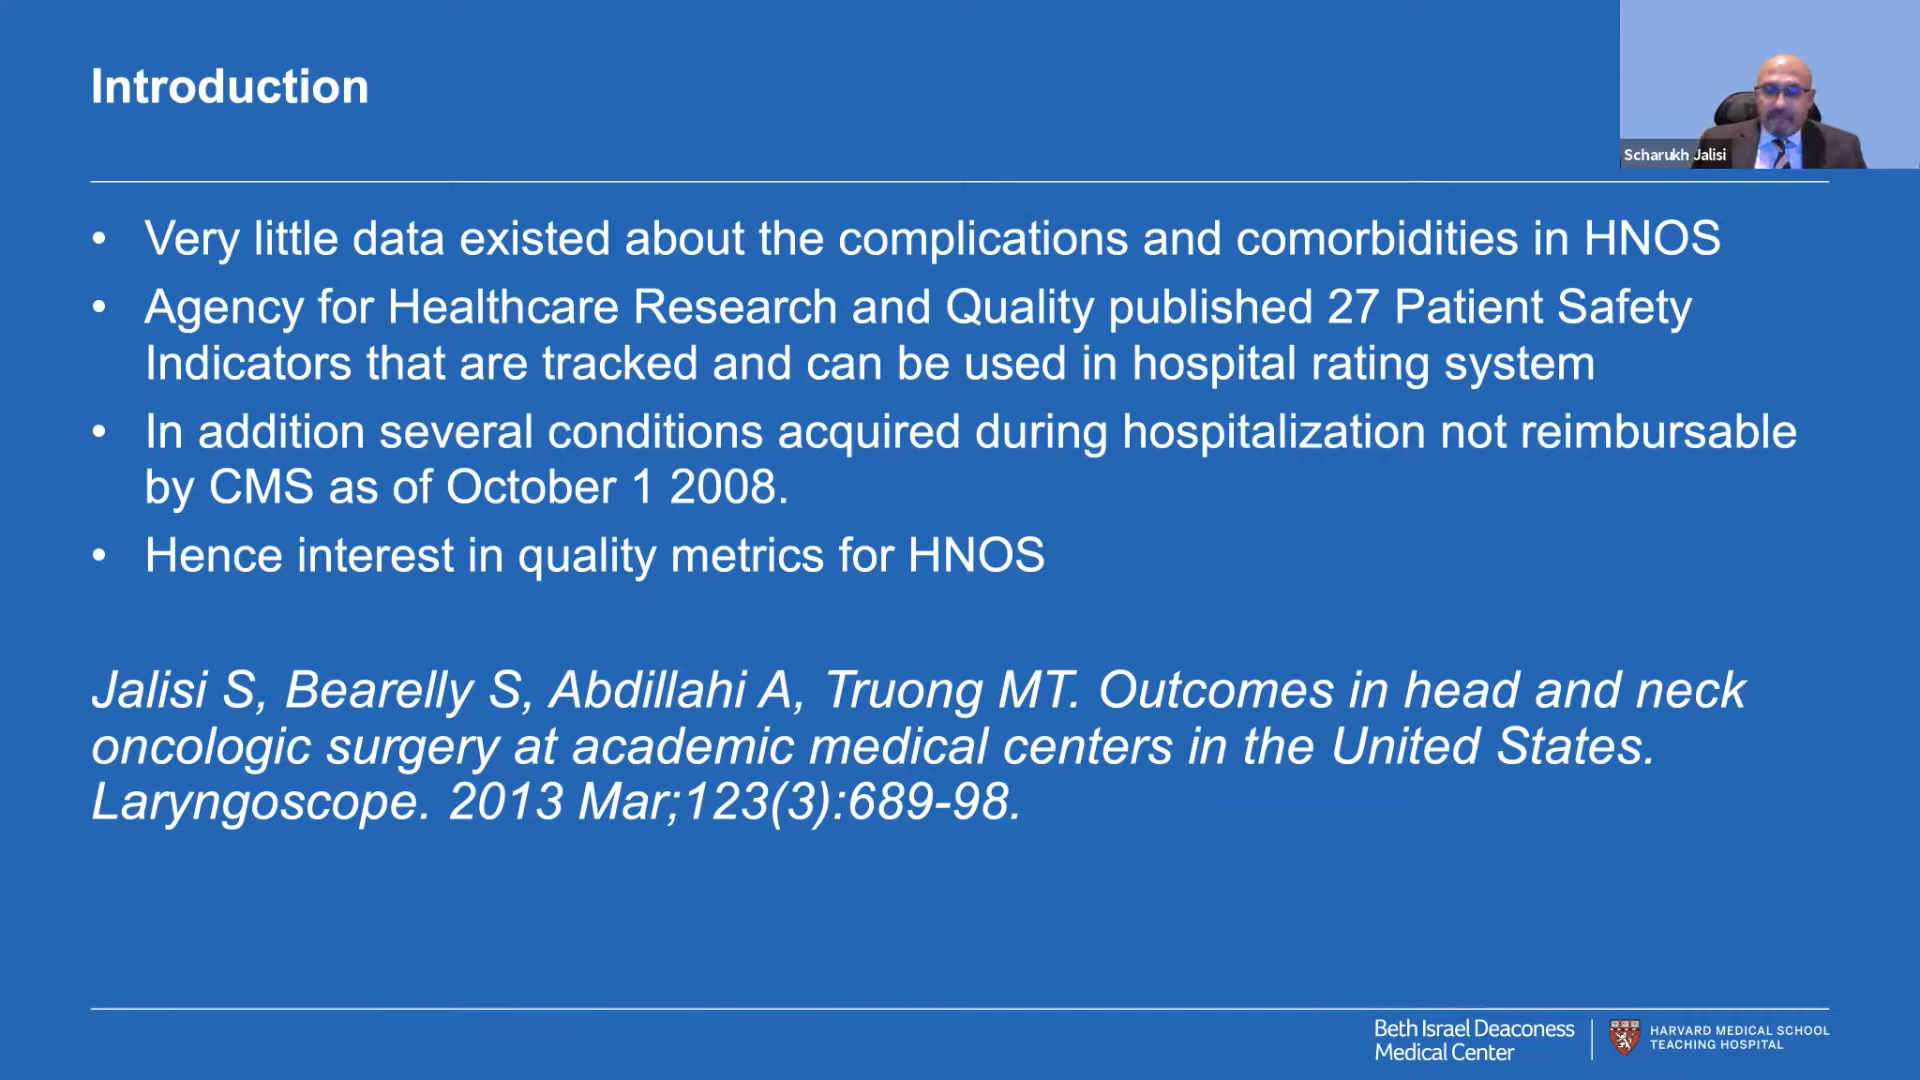 Introduction
Scharukh Jalisi
• Very little data existed about the complications and comorbidities in HNOS
• Agency for Healthcare Research and Quality published 27 Patient Safety
Indicators that are tracked and can be used in hospital rating system
• In addition several conditions acquired during hospitalization not reimbursable
by CMS as of October 1 2008.
• Hence interest in quality metrics for HNOS
Jalisi S, Bearelly S, Abdillahi A, Truong MT. Outcomes in head and neck
oncologic surgery at academic medical centers in the United States.
Laryngoscope. 2013 Mar;123(3):689-98.
Beth Israel Deaconess
Medical Center
HARVARD MEDICAL SCHOOL
TEACHING HOSPITAL